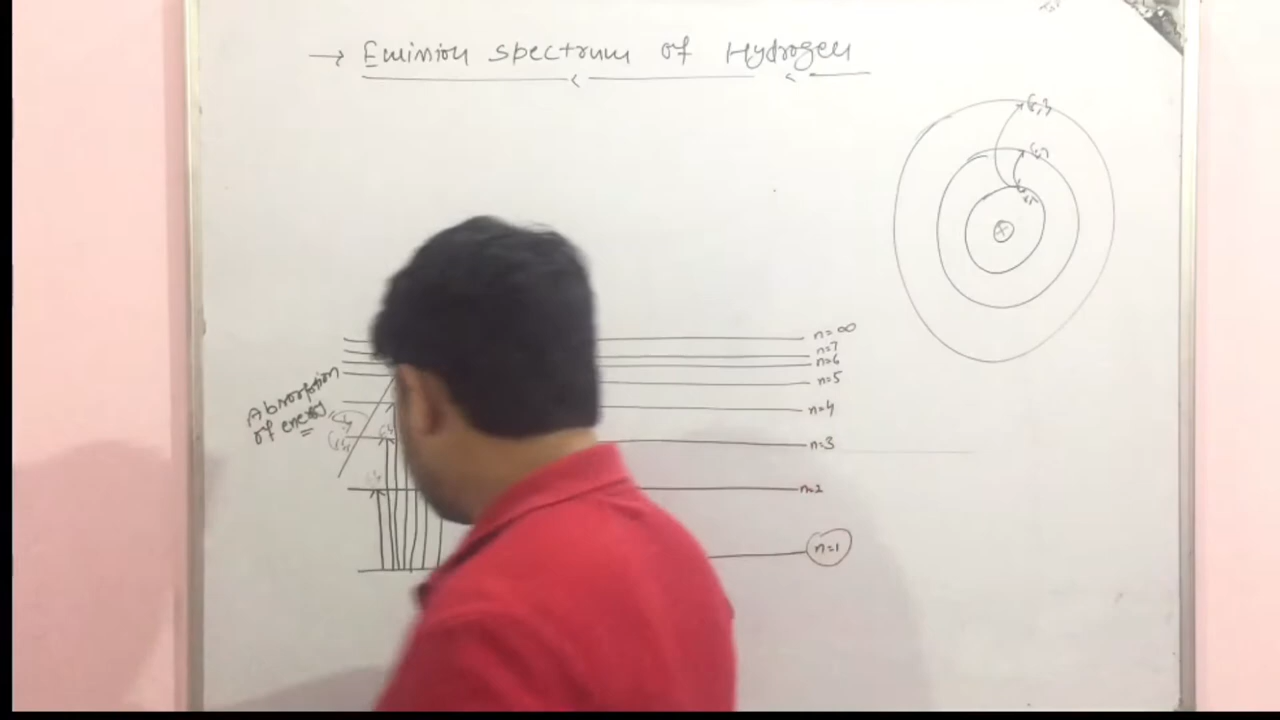 → Emission spectrum of Hydrogen
n=∞
n=7
n=6
n=5
n=4
n=3
n=2
n=1
Absorption
of energy